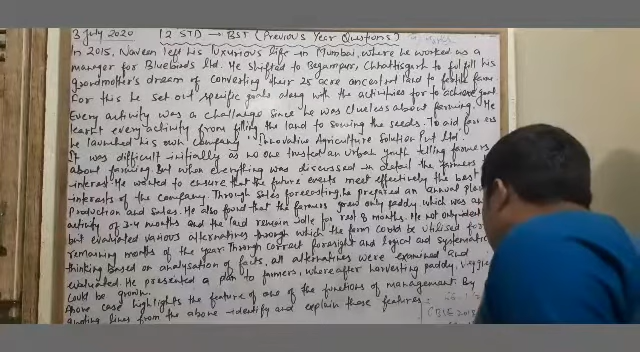 3 July 2020 12 STD → BST (Previous Year Questions)
In 2015, Naveen left his luxurious life in Mumbai, where he worked as a
manager for Bluebirds Ltd. He shifted to Begampur, Chhattisgarh to fulfill his
grandmother's dream of converting their 25 acre ancestral land to fertile farm.
For this he set out specific goals along with the activities for to achieve goal
Every activity was a challenge since he was clueless about farming. He
learnt every activity from filling the land to sowing the seeds. To aid farmers
he launched his own company 'Innovative Agriculture Solution Pvt Ltd'
It was difficult initially as no one trusted an urban youth telling farmers
about farming. But when everything was discussed in detail the farmers
interest. He wanted to ensure that the future events meet effectively the best
interests of the company. Through Sales forecasting, he prepared an annual plan
production and sales. He also found that the farmers grew only paddy which was an
activity of 3-4 months and the land remain idle for rest 8 months. He not only
but evaluated various alternatives through which the farm could be utilised for
remaining months of the year. Through correct foresight and logical and systematic
thinking based on analysation of facts, all alternatives were examined and
evaluated. He presented a plan to farmers, where after harvesting paddy,
could be grown.
Above case highlights the feature of one of the functions of management. By
quoting lines from the above identify and explain these features.